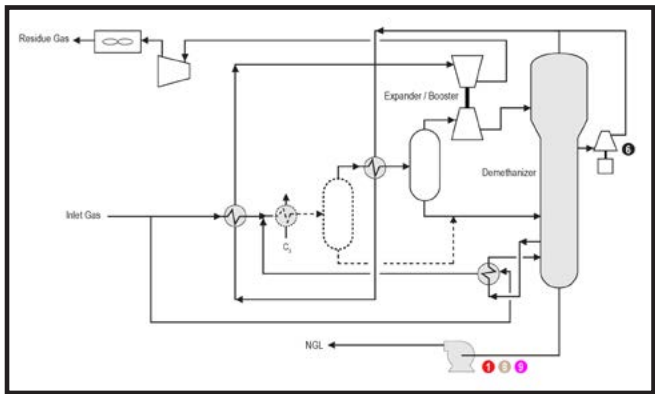 Residue Gas
Expander / Booster
6
Demethanizer
Inlet Gas
C₃
NGL
1 8 9